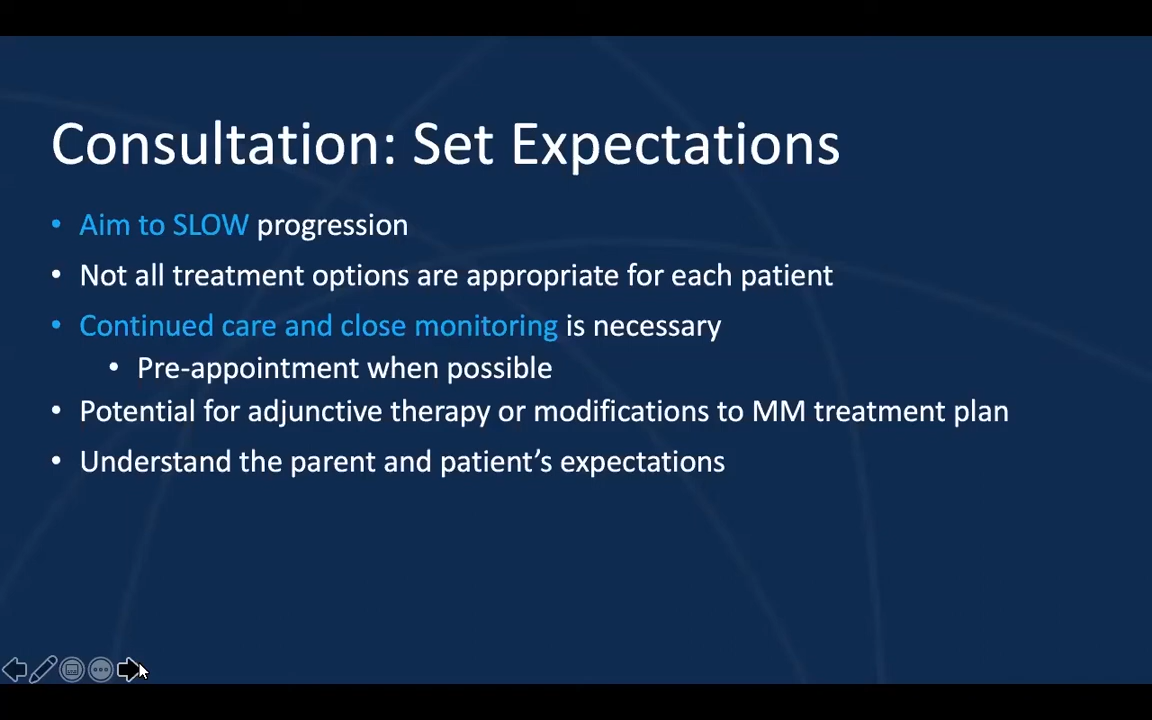 Consultation: Set Expectations
• Aim to SLOW progression
• Not all treatment options are appropriate for each patient
• Continued care and close monitoring is necessary
• Pre-appointment when possible
• Potential for adjunctive therapy or modifications to MM treatment plan
• Understand the parent and patient’s expectations